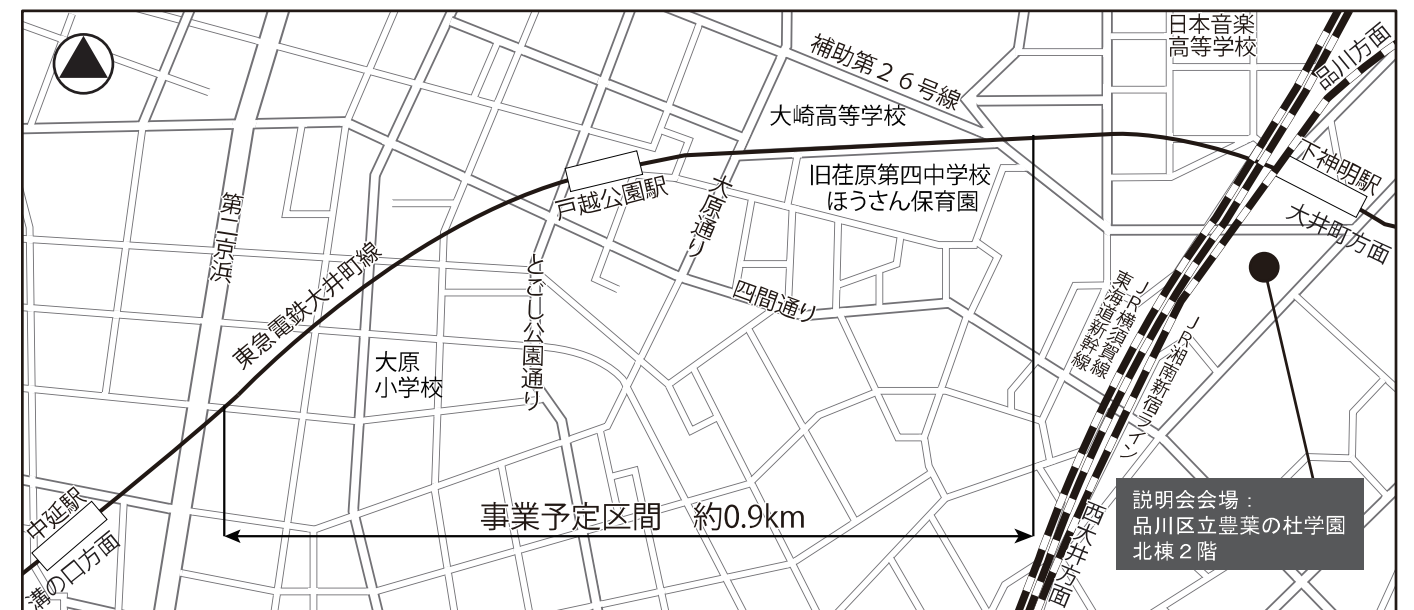 日本音楽
高等学校
品川方面
補助第２６号線
大崎高等学校
下神明駅
旧荏原第四中学校
ほうさん保育園
戸越公園駅
大原通り
第二京浜
大井町方面
東急電鉄大井町線
とごし公園通り
四間通り
ＪＲ横須賀線
東海道新幹線
ＪＲ湘南新宿ライン
大原
小学校
中延駅
溝の口方面
事業予定区間　約0.9km
西大井方面
説明会会場：
品川区立豊葉の杜学園
北棟２階